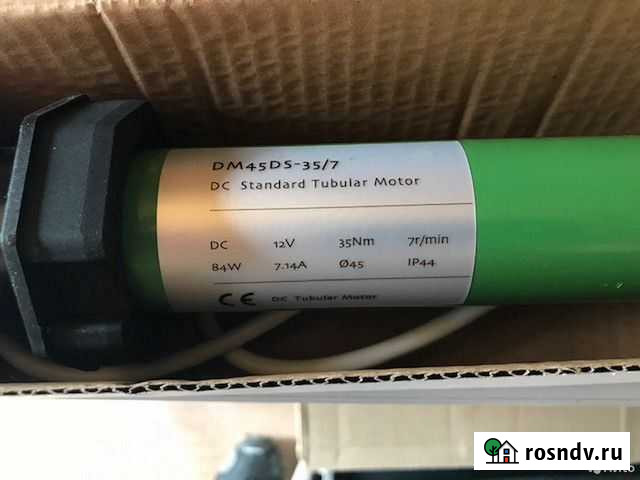 DM45DS-35/7
DC Standard Tubular Motor
DC 12V 35Nm 7r/min
84W 7.14A Ø45 IP44
CE DC Tubular Motor
rosndv.ru